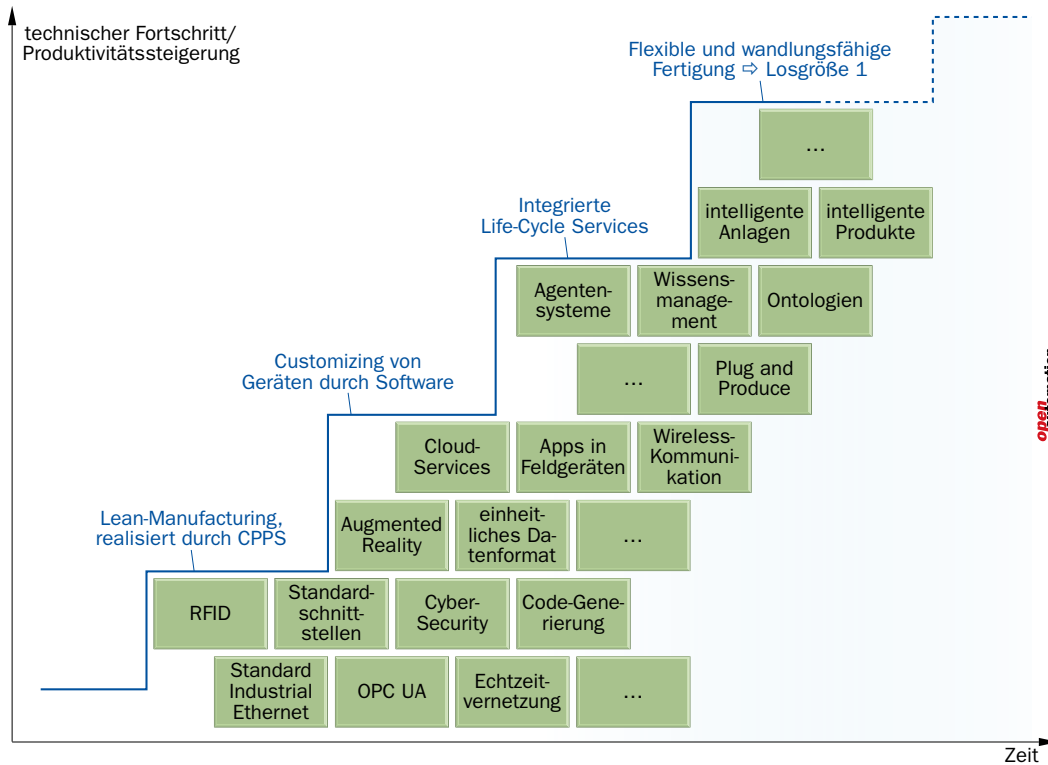 technischer Fortschritt/
Produktivitätssteigerung
Flexible und wandlungsfähige
Fertigung ⇨ Losgröße 1
...
intelligente
Anlagen
intelligente
Produkte
Integrierte
Life-Cycle Services
Agenten-
systeme
Wissens-
manage-
ment
Ontologien
...
Plug and
Produce
Customizing von
Geräten durch Software
Cloud-
Services
Apps in
Feldgeräten
Wireless-
Kommuni-
kation
Lean-Manufacturing,
realisiert durch CPPS
Augmented
Reality
einheit-
liches Da-
tenformat
...
RFID
Standard-
schnitt-
stellen
Cyber-
Security
Code-Gene-
rierung
Standard
Industrial
Ethernet
OPC UA
Echtzeit-
vernetzung
...
Zeit
open